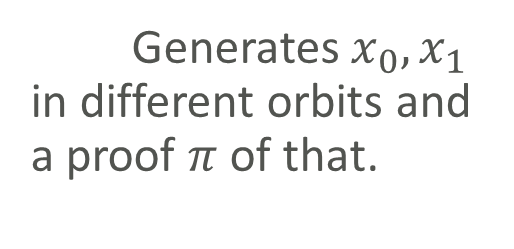 Generates 𝑥₀, 𝑥₁
in different orbits and
a proof 𝜋 of that.